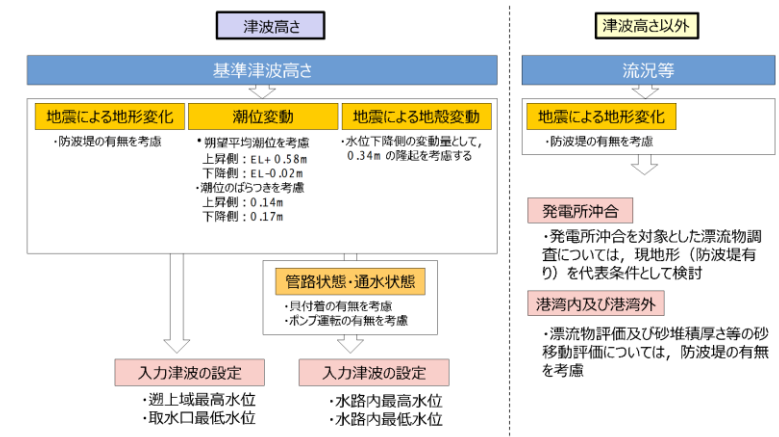 津波高さ
基準津波高さ
地震による地形変化
・防波堤の有無を考慮
潮位変動
・朔望平均潮位を考慮
上昇側：EL+0.58m
下降側：EL-0.02m
・潮位のばらつきを考慮
上昇側：0.14m
下降側：0.17m
地震による地殻変動
・水位下降側の変動量として，
0.34m の隆起を考慮する
管路状態・通水状態
・貝付着の有無を考慮
・ポンプ運転の有無を考慮
入力津波の設定
・遡上域最高水位
・取水口最低水位
入力津波の設定
・水路内最高水位
・水路内最低水位
津波高さ以外
流況等
地震による地形変化
・防波堤の有無を考慮
発電所沖合
・発電所沖合を対象とした漂流物調
査については，現地形（防波堤有
り）を代表条件として検討
港湾内及び港湾外
・漂流物評価及び砂堆積厚さ等の砂
移動評価については，防波堤の有無
を考慮